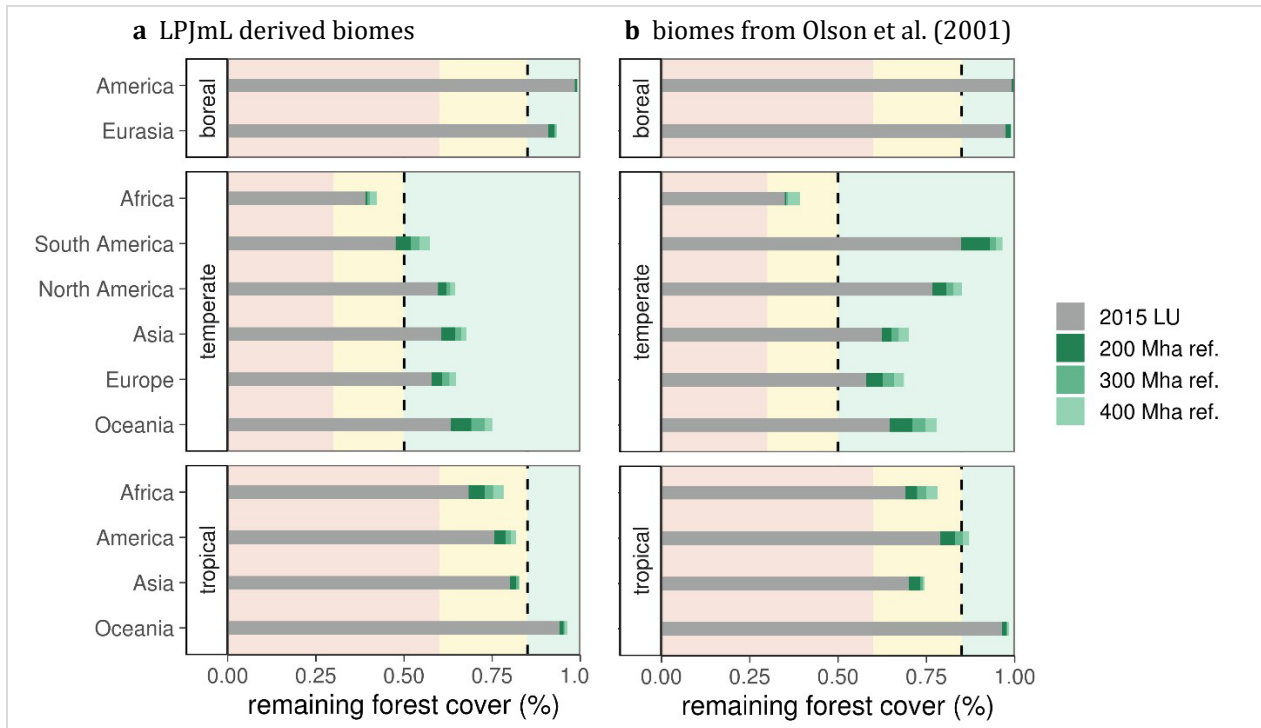 a LPJmL derived biomes
b biomes from Olson et al. (2001)
America
Eurasia
boreal
boreal
Africa
South America
North America
Asia
Europe
Oceania
temperate
temperate
2015 LU
200 Mha ref.
300 Mha ref.
400 Mha ref.
Africa
America
Asia
Oceania
tropical
tropical
0.00 0.25 0.50 0.75 1.0
0.00 0.25 0.50 0.75 1.00
remaining forest cover (%)
remaining forest cover (%)